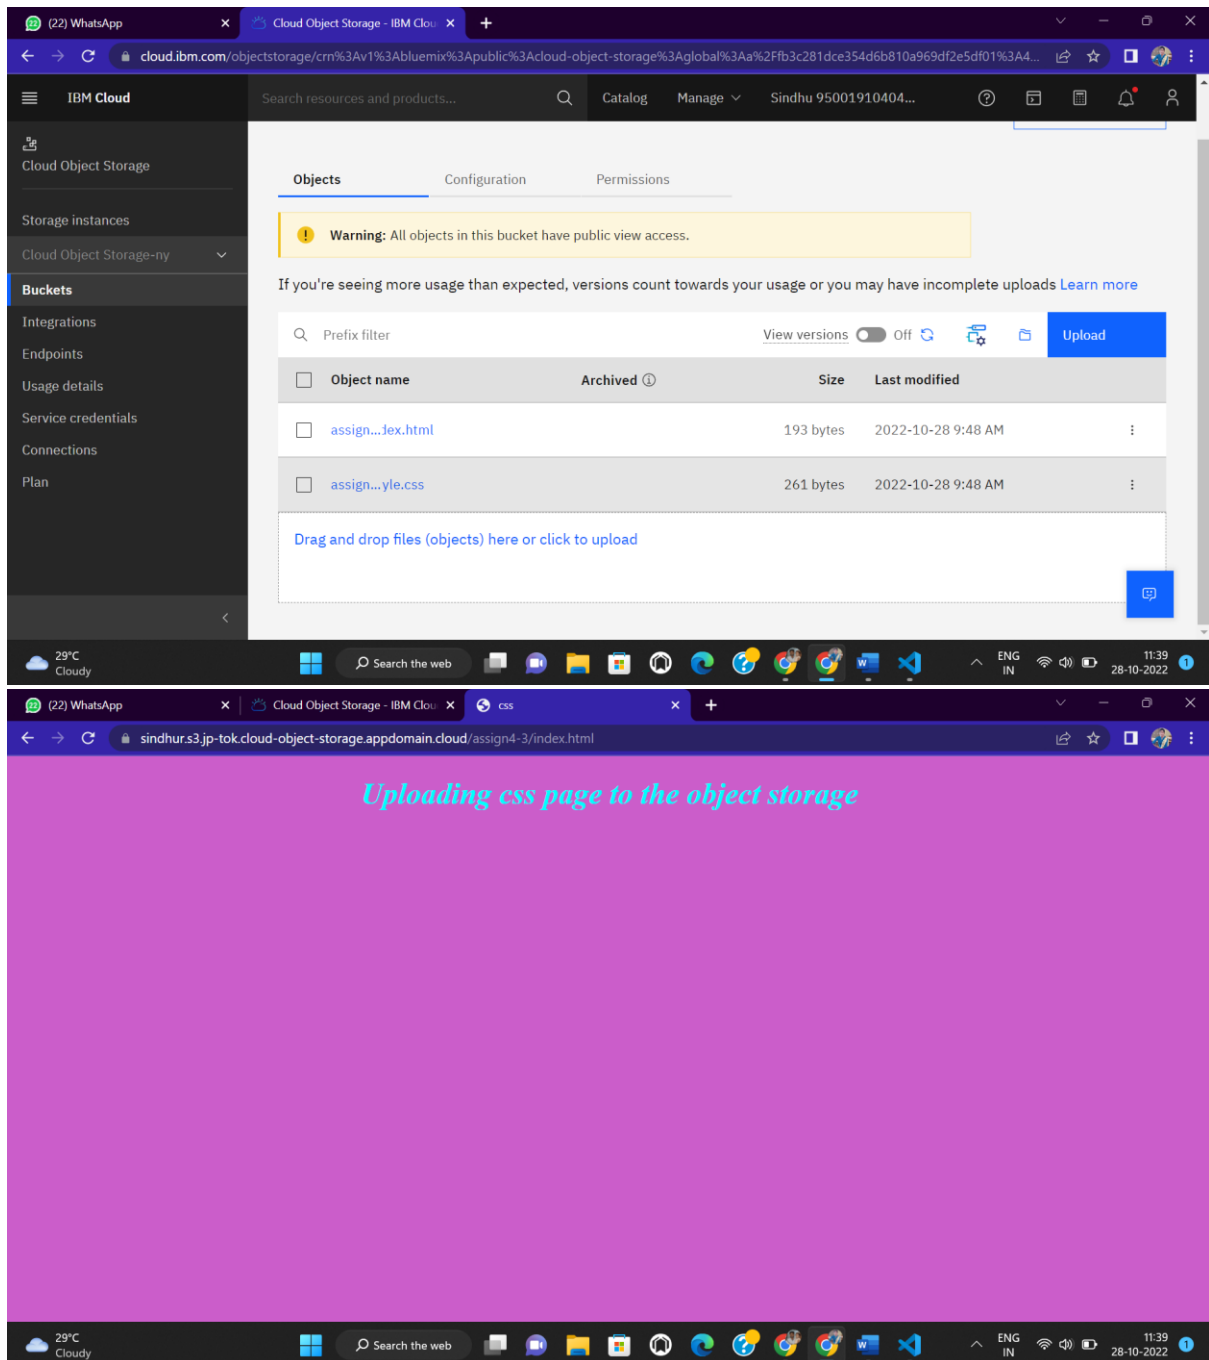 (22) WhatsApp
Cloud Object Storage - IBM Clou
cloud.ibm.com/objectstorage/crn%3Av1%3Abluemix%3Apublic%3Acloud-object-storage%3Aglobal%3Aa%2Ffb3c281dce354d6b810a969df2e5df01%3A4...
IBM Cloud
Search resources and products...
Catalog
Manage
Sindhu 95001910404...
Cloud Object Storage
Storage instances
Cloud Object Storage-ny
Buckets
Integrations
Endpoints
Usage details
Service credentials
Connections
Plan
Objects
Configuration
Permissions
Warning: All objects in this bucket have public view access.
If you're seeing more usage than expected, versions count towards your usage or you may have incomplete uploads Learn more
Prefix filter
View versions
Off
Upload
Object name
Archived
Size
Last modified
assign...dex.html
193 bytes
2022-10-28 9:48 AM
assign...yle.css
261 bytes
2022-10-28 9:48 AM
Drag and drop files (objects) here or click to upload
29°C
Cloudy
Search the web
ENG
IN
11:39
28-10-2022
1
(22) WhatsApp
Cloud Object Storage - IBM Clou
css
sindhur.s3.jp-tok.cloud-object-storage.appdomain.cloud/assign4-3/index.html
Uploading css page to the object storage
29°C
Cloudy
Search the web
ENG
IN
11:39
28-10-2022
1